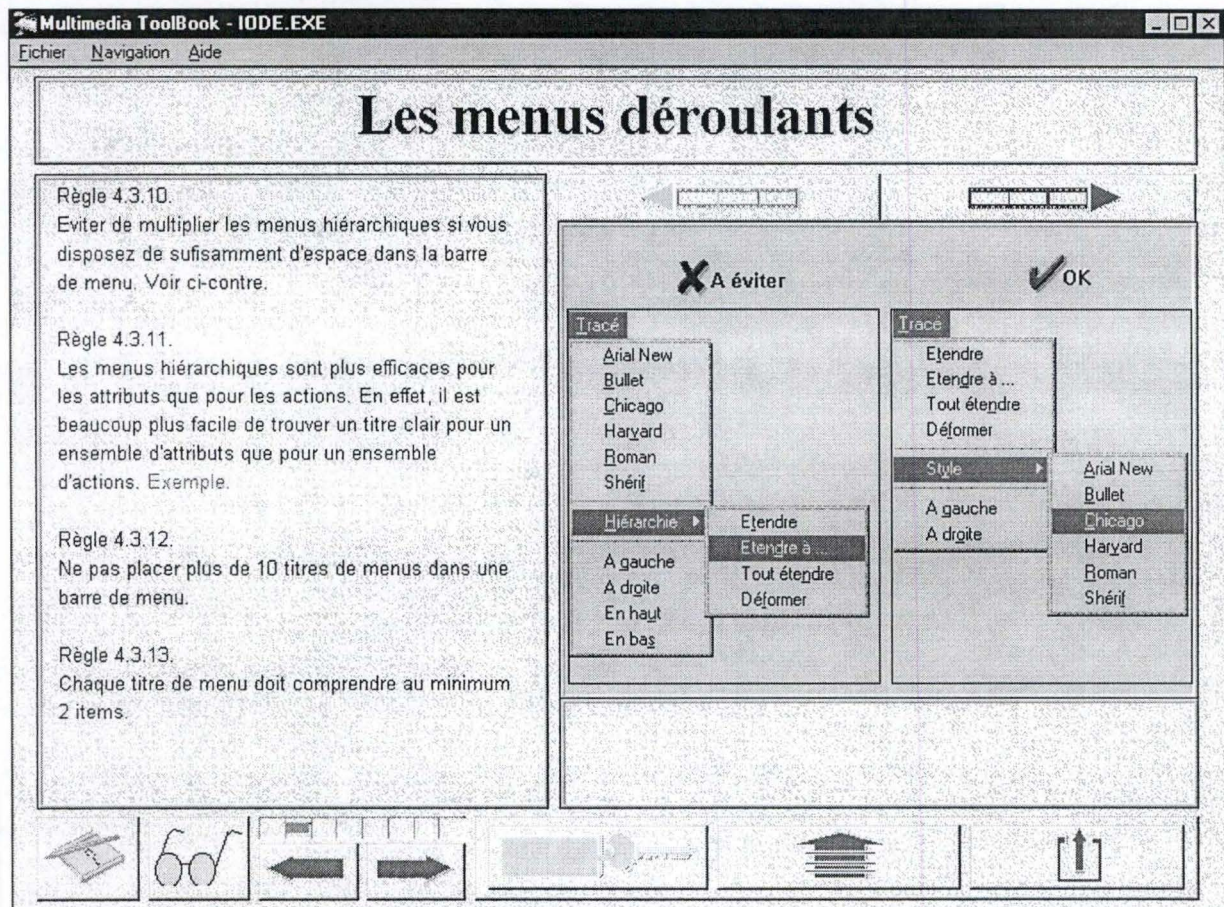 Multimedia ToolBook - IODE.EXE
Fichier Navigation Aide
Les menus déroulants
Règle 4.3.10.
Eviter de multiplier les menus hiérarchiques si vous
disposez de sufisamment d'espace dans la barre
de menu. Voir ci-contre.
Règle 4.3.11.
Les menus hiérarchiques sont plus efficaces pour
les attributs que pour les actions. En effet, il est
beaucoup plus facile de trouver un titre clair pour un
ensemble d'attributs que pour un ensemble
d'actions. Exemple.
Règle 4.3.12.
Ne pas placer plus de 10 titres de menus dans une
barre de menu.
Règle 4.3.13.
Chaque titre de menu doit comprendre au minimum
2 items.
A éviter
Tracé
Arial New
Bullet
Chicago
Harvard
Roman
Shérif
Hiérarchie
A gauche
A droite
En haut
En bas
Etendre
Etendre à ...
Tout étendre
Déformer
OK
Tracé
Etendre
Etendre à ...
Tout étendre
Déformer
Style
A gauche
A droite
Arial New
Bullet
Chicago
Harvard
Roman
Shérif